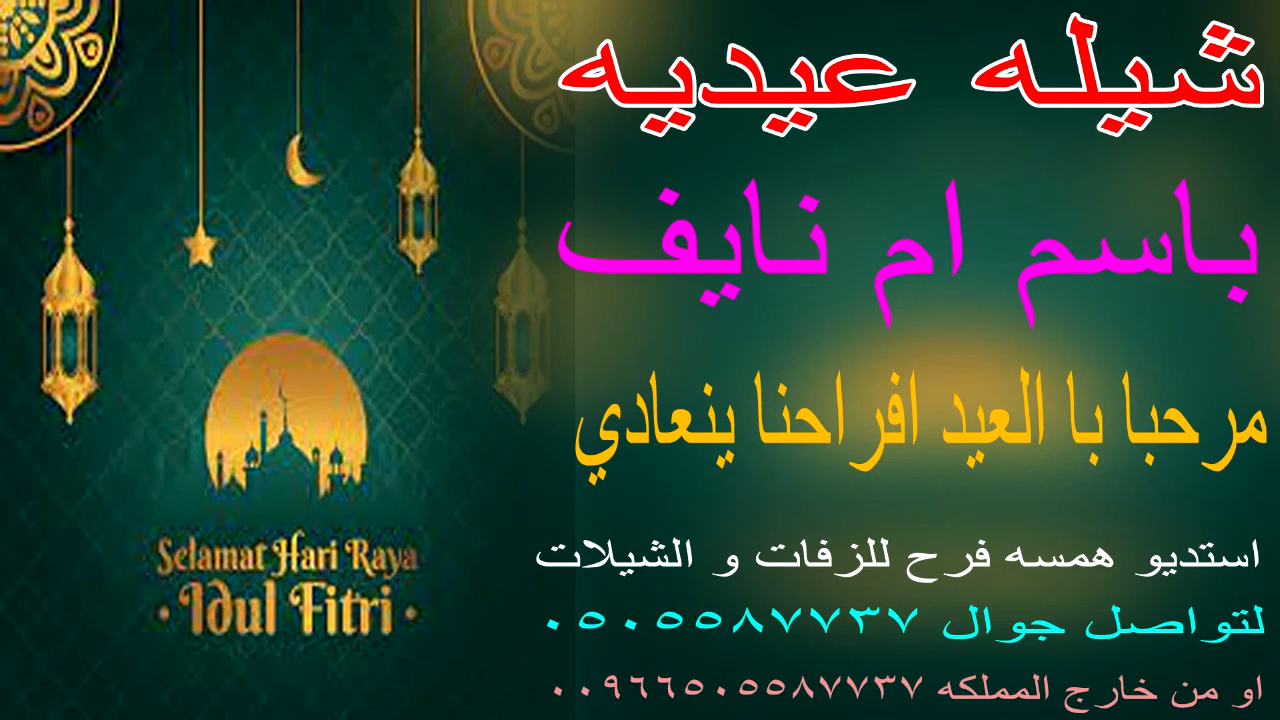 شيله عيديه
باسم ام نايف
مرحبا با العيد افراحنا ينعادي
استديو همسه فرح للزفات و الشيلات
لتواصل جوال ٠٥٠٥٥٨٧٧٣٧
او من خارج المملكه ٠٠٩٦٦٥٠٥٥٨٧٧٣٧
Selamat Hari Raya
• Idul Fitri •